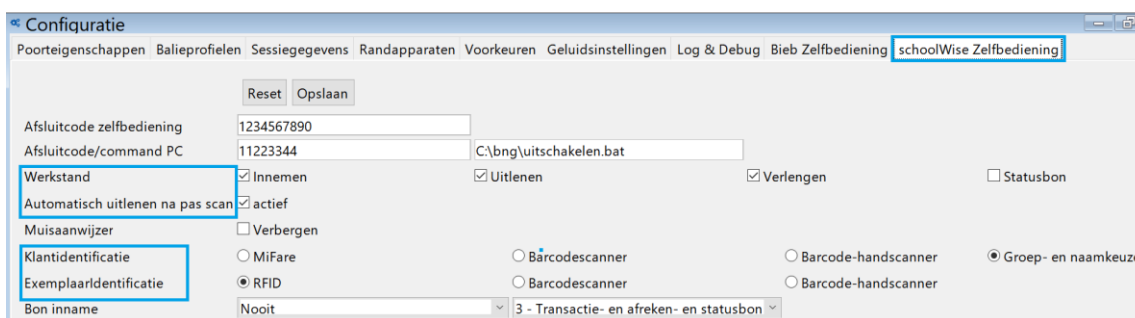 Configuratie
Poorteigenschappen Balieprofielen Sessiegegevens Randapparaten Voorkeuren Geluidsinstellingen Log & Debug Bieb Zelfbediening schoolWise Zelfbediening
Reset Opslaan
Afsluitcode zelfbediening 1234567890
Afsluitcode/command PC 11223344 C:\bng\uitschakelen.bat
Werkstand Innemen Uitlenen Verlengen Statusbon
Automatisch uitlenen na pas scan actief
Muisaanwijzer Verbergen
Klantidentificatie MiFare Barcodescanner Barcode-handscanner Groep- en naamkeuz
ExemplaarIdentificatie RFID Barcodescanner Barcode-handscanner
Bon inname Nooit 3 - Transactie- en afreken- en statusbon